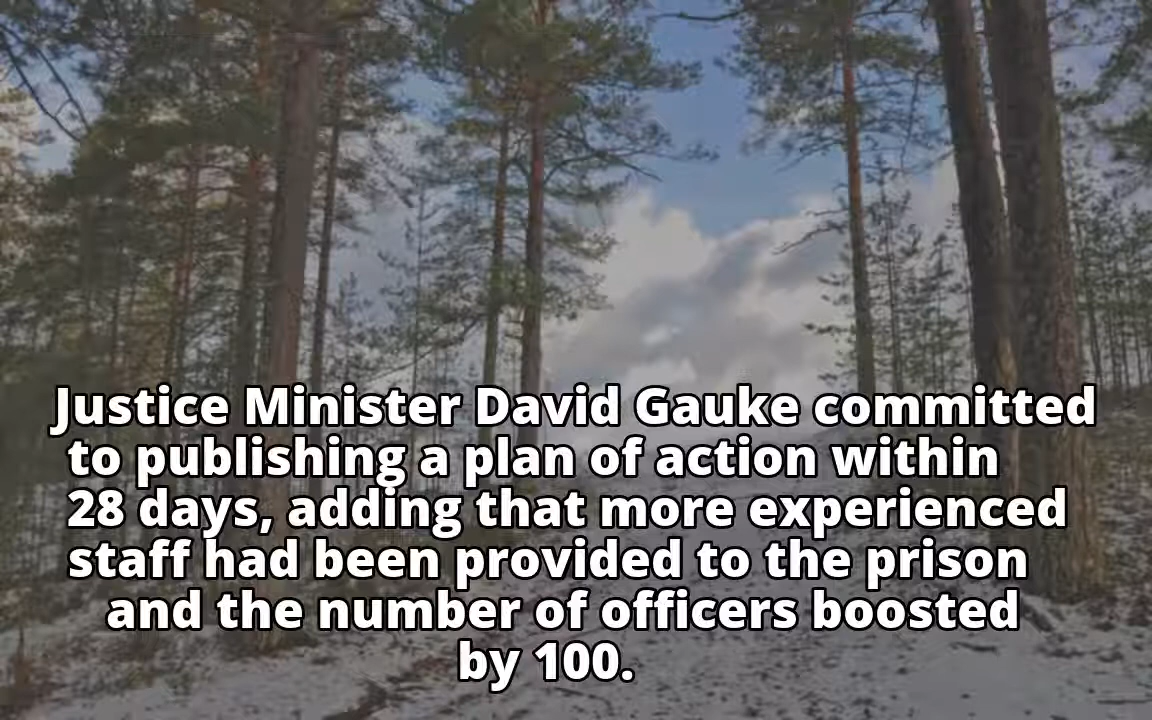 Justice Minister David Gauke committed
to publishing a plan of action within
28 days, adding that more experienced
staff had been provided to the prison
and the number of officers boosted
by 100.